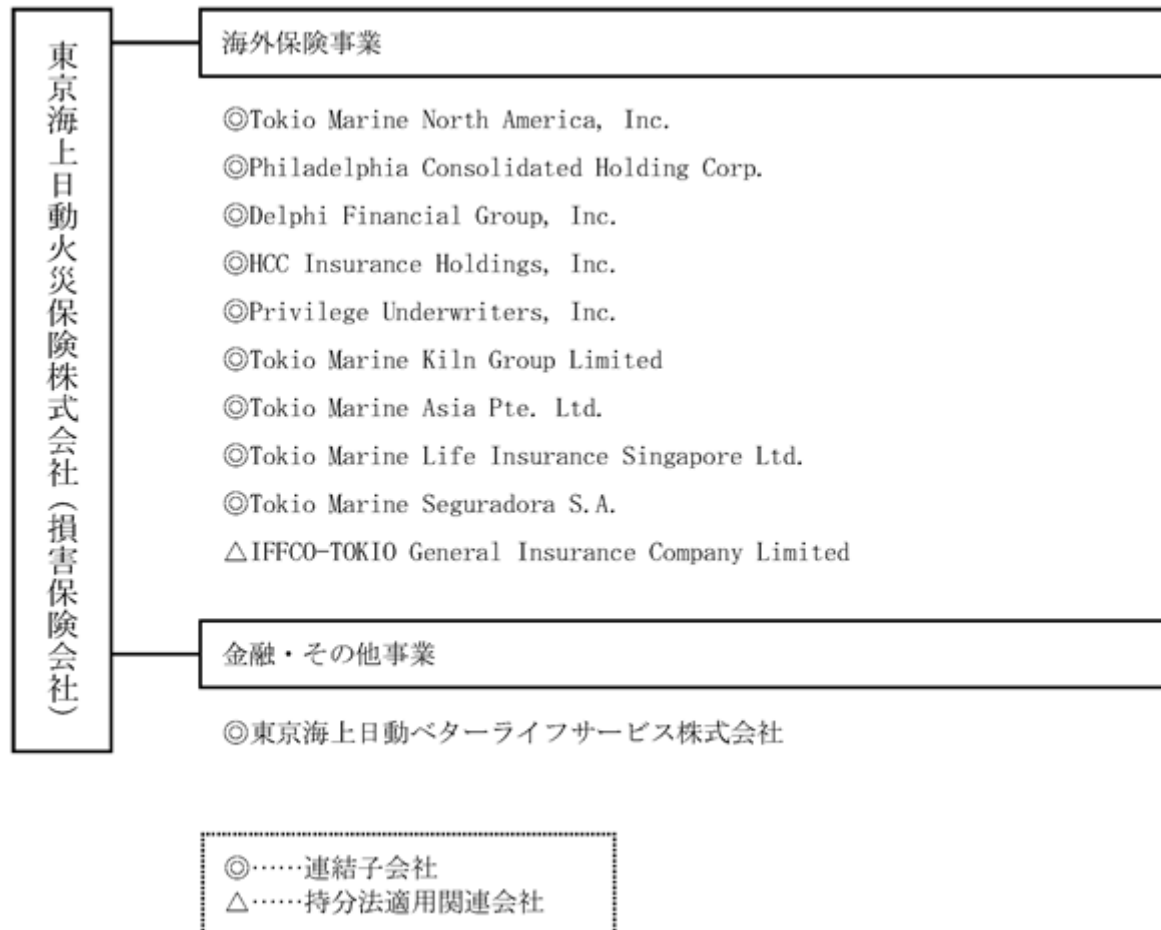 東京海上日動火災保険株式会社(損害保険会社)
海外保険事業
◎Tokio Marine North America, Inc.
◎Philadelphia Consolidated Holding Corp.
◎Delphi Financial Group, Inc.
◎HCC Insurance Holdings, Inc.
◎Privilege Underwriters, Inc.
◎Tokio Marine Kiln Group Limited
◎Tokio Marine Asia Pte. Ltd.
◎Tokio Marine Life Insurance Singapore Ltd.
◎Tokio Marine Seguradora S.A.
△IFFCO-TOKIO General Insurance Company Limited
金融・その他事業
◎東京海上日動ベターライフサービス株式会社
◎……連結子会社
△……持分法適用関連会社